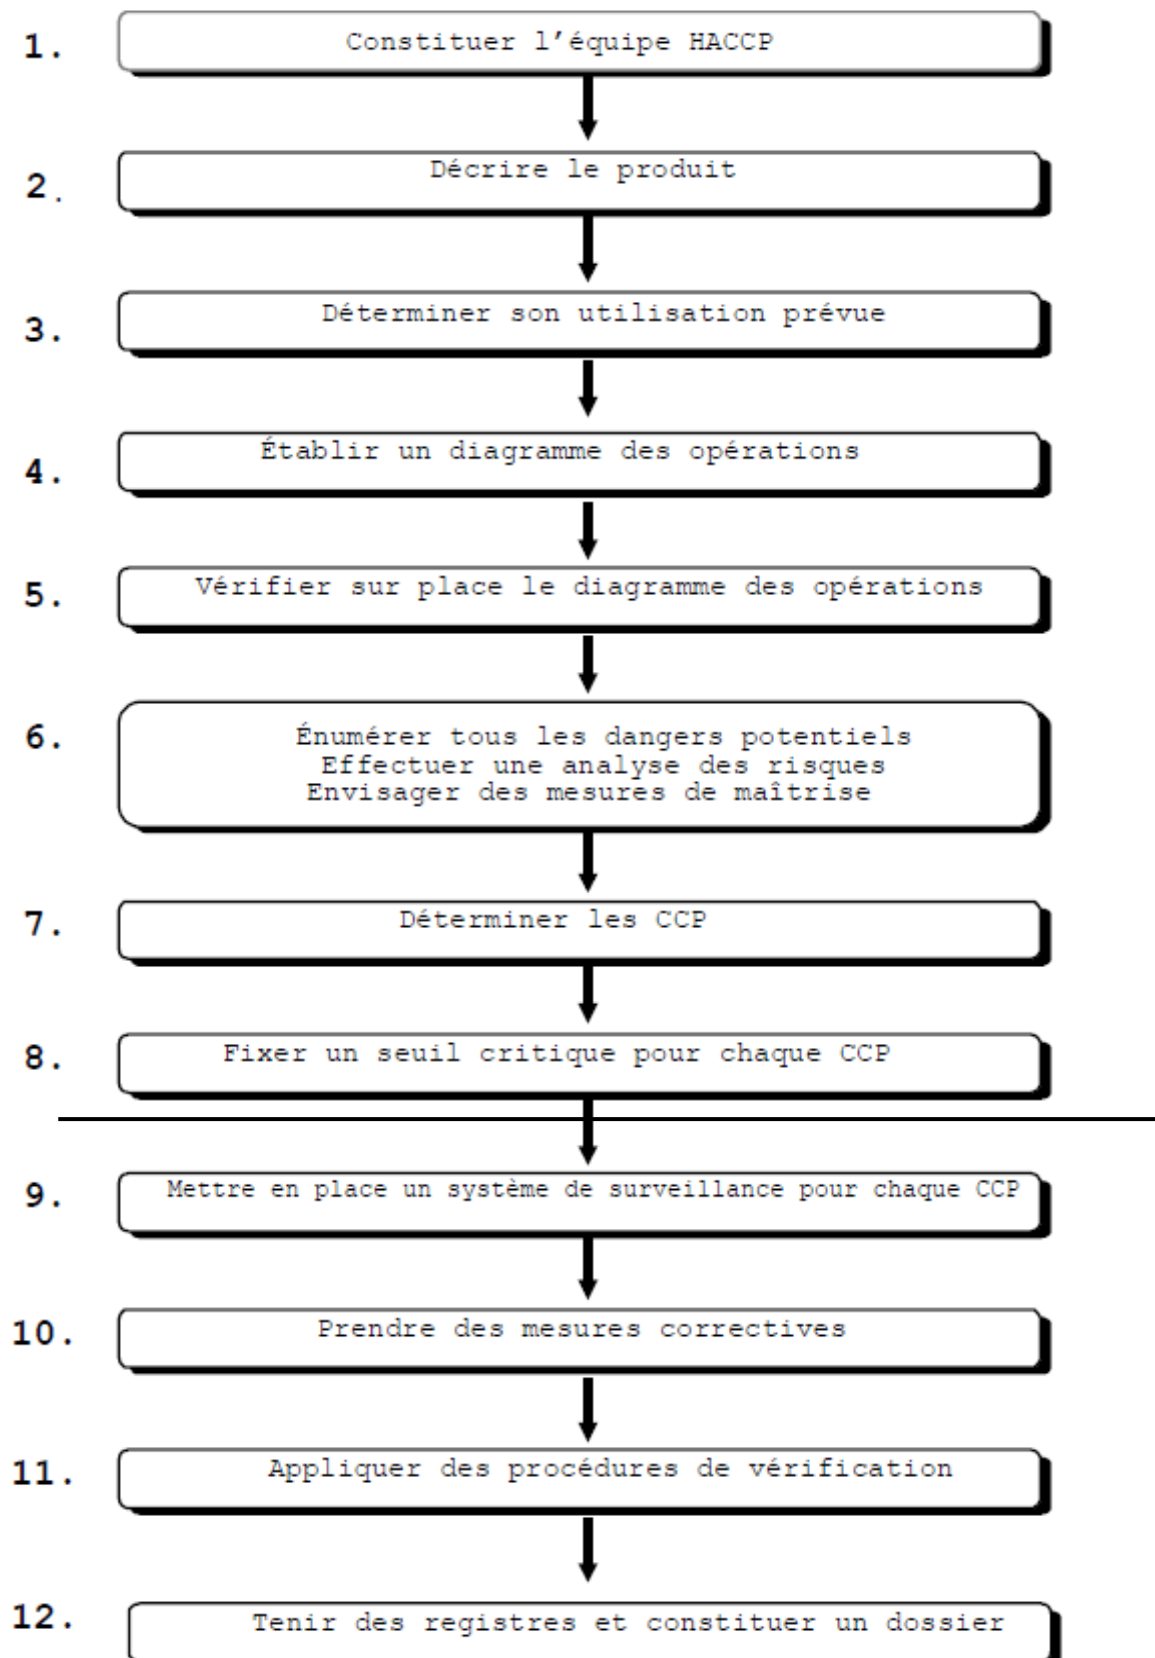 1. Constituer l’équipe HACCP
2. Décrire le produit
3. Déterminer son utilisation prévue
4. Établir un diagramme des opérations
5. Vérifier sur place le diagramme des opérations
6. Énumérer tous les dangers potentiels
Effectuer une analyse des risques
Envisager des mesures de maîtrise
7. Déterminer les CCP
8. Fixer un seuil critique pour chaque CCP
9. Mettre en place un système de surveillance pour chaque CCP
10. Prendre des mesures correctives
11. Appliquer des procédures de vérification
12. Tenir des registres et constituer un dossier